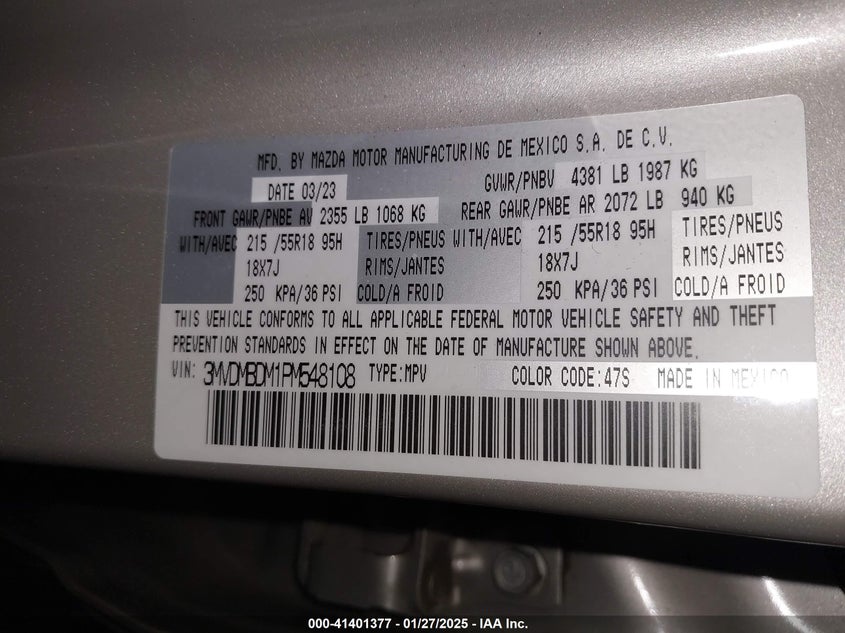 MFD. BY MAZDA MOTOR MANUFACTURING DE MEXICO S.A. DE C.V.
DATE 03/23 GVWR/PNBV 4381 LB 1987 KG
FRONT GAWR/PNBE AV 2355 LB 1068 KG REAR GAWR/PNBE AR 2072 LB 940 KG
WITH/AVEC 215 /55R18 95H TIRES/PNEUS WITH/AVEC 215 /55R18 95H TIRES/PNEUS
18X7J RIMS/JANTES 18X7J RIMS/JANTES
250 KPA/36 PSI COLD/A FROID 250 KPA/36 PSI COLD/A FROID
THIS VEHICLE CONFORMS TO ALL APPLICABLE FEDERAL MOTOR VEHICLE SAFETY AND THEFT
PREVENTION STANDARDS IN EFFECT ON THE DATE OF MANUFACTURE SHOWN ABOVE.
VIN: 3MVDMBDM1PM548108 TYPE:MPV COLOR CODE:47S MADE IN MEXICO
000-41401377 - 01/27/2025 - IAA Inc.